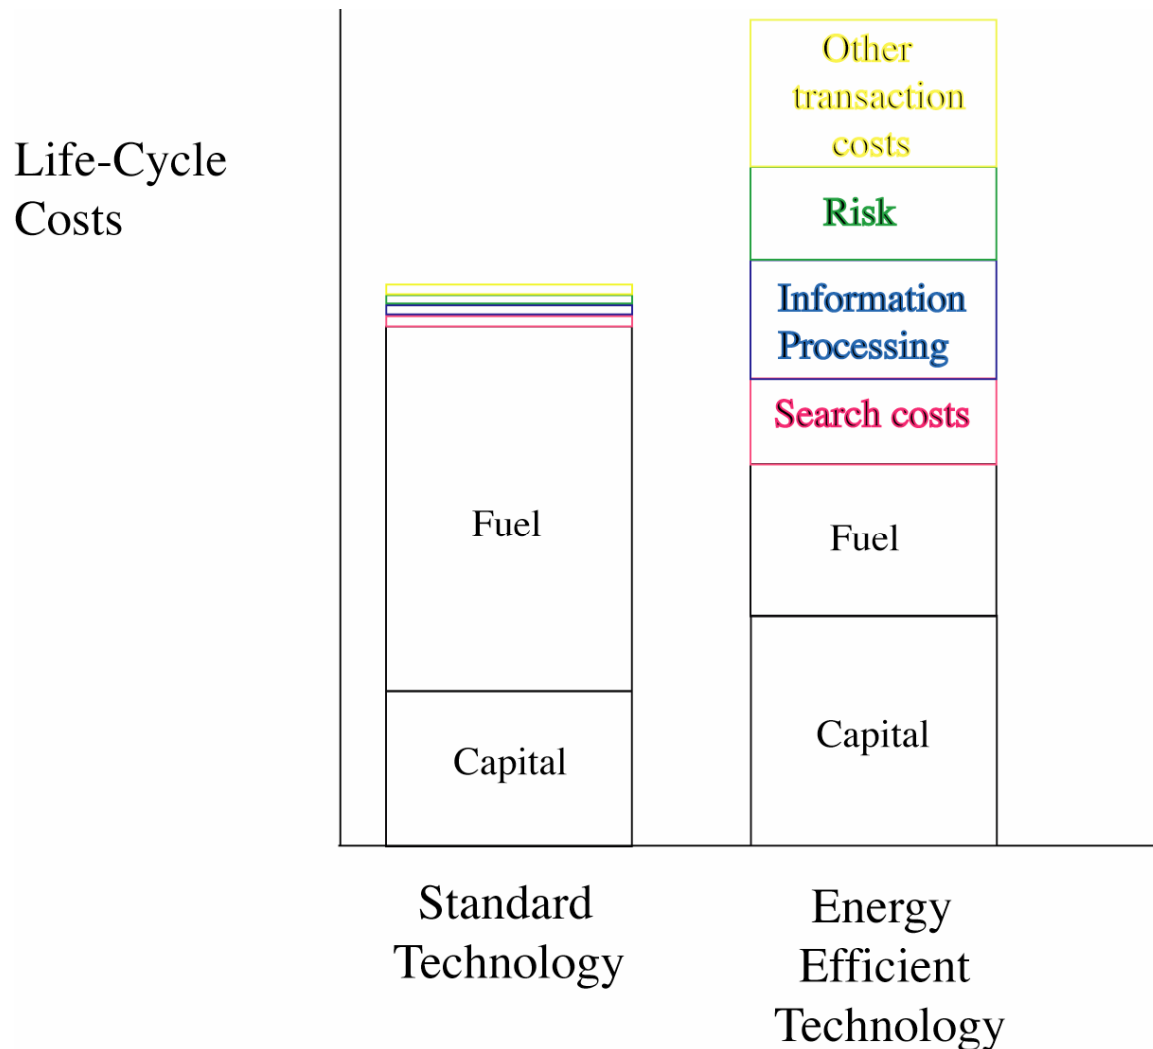 Life-Cycle
Costs
Other
transaction
costs
Risk
Information
Processing
Search costs
Fuel
Fuel
Capital
Capital
Standard
Technology
Energy
Efficient
Technology